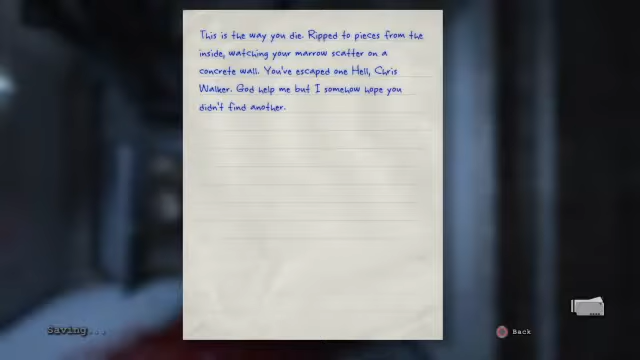 This is the way you die. Ripped to pieces from the
inside, watching your marrow scatter on a
concrete wall. You've escaped one Hell, Chris
Walker. God help me but I somehow hope you
didn't find another.
Saving...
Back